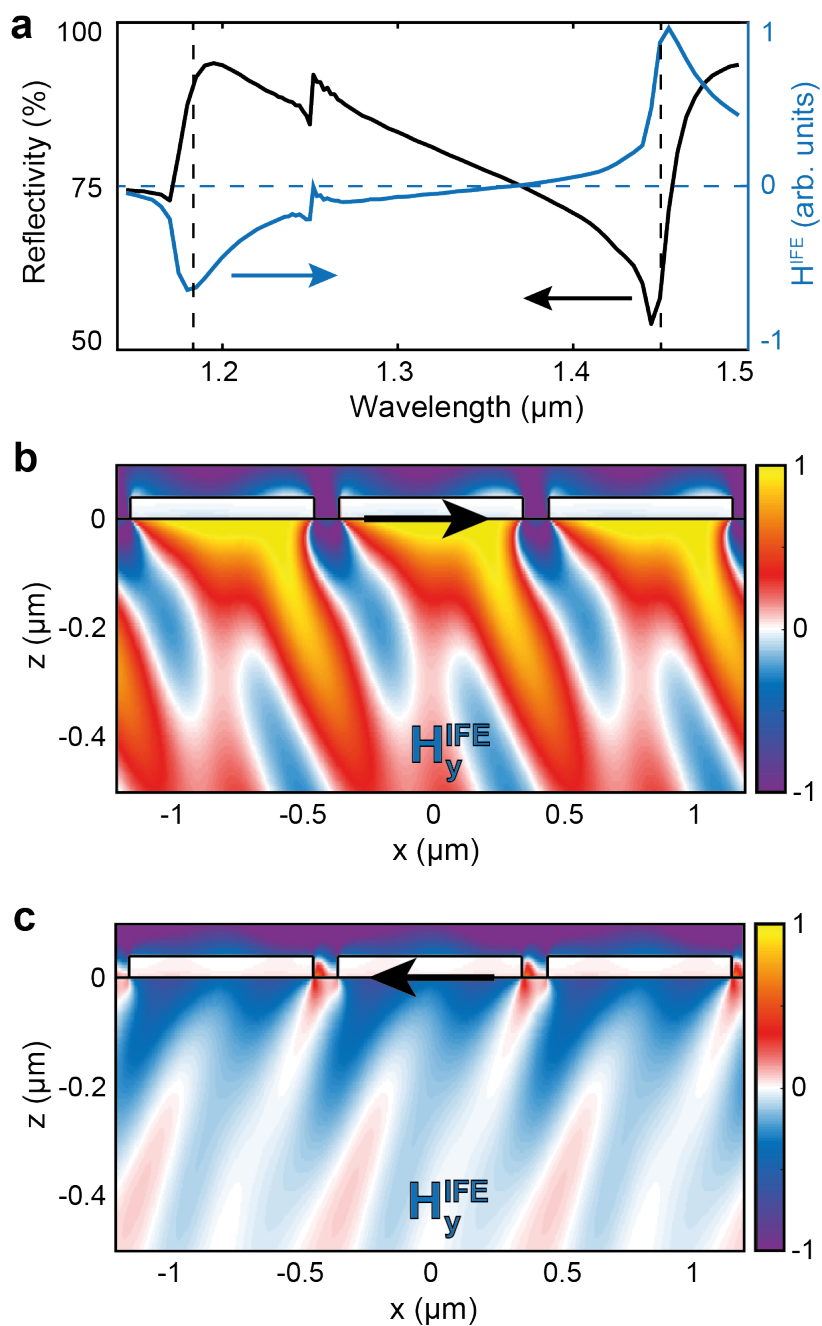 a
100
75
50
Reflectivity (%)
1
0
-1
H^IFE (arb. units)
1.2 1.3 1.4 1.5
Wavelength (µm)
b
0
-0.2
-0.4
z (µm)
H_y^IFE
1
0
-1
-1 -0.5 0 0.5 1
x (µm)
c
0
-0.2
-0.4
z (µm)
H_y^IFE
1
0
-1
-1 -0.5 0 0.5 1
x (µm)